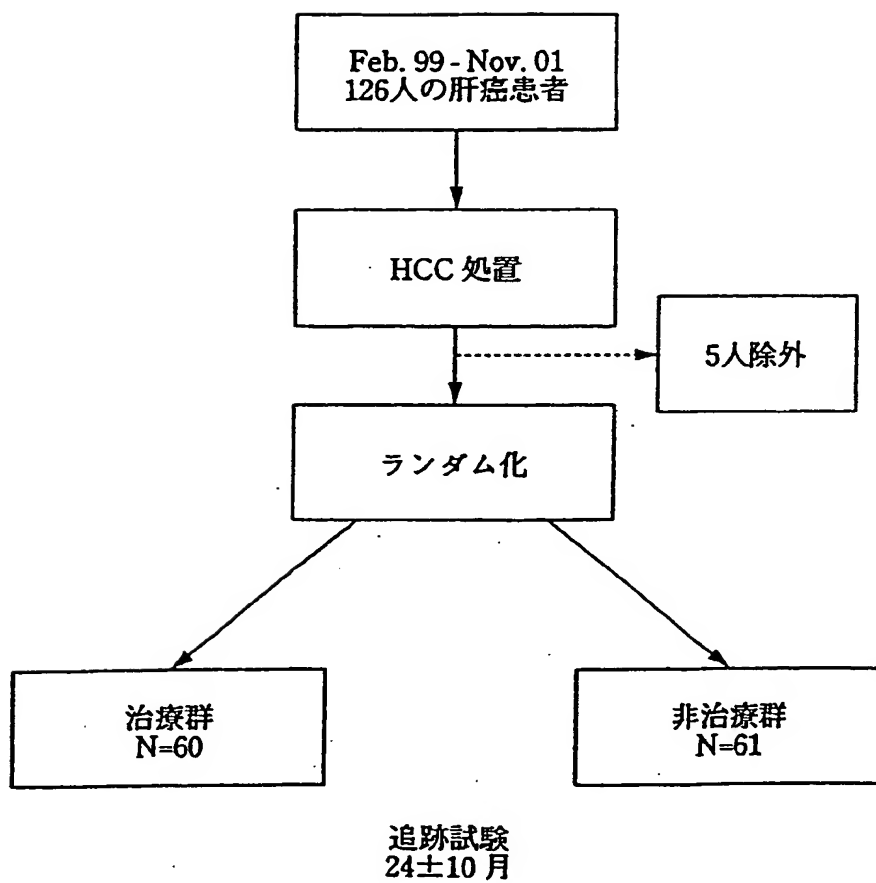 Feb. 99 - Nov. 01
126人の肝癌患者
HCC 処置
5人除外
ランダム化
治療群
N=60
非治療群
N=61
追跡試験
24±10 月